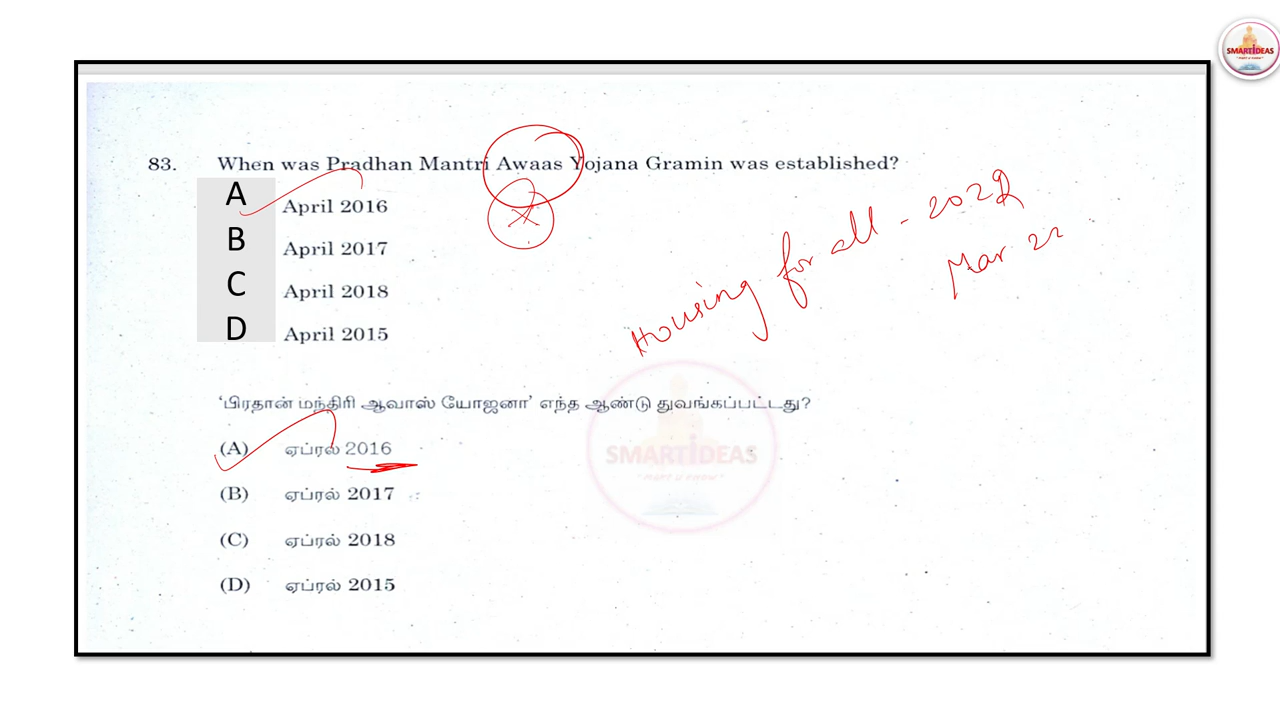 SMARTIDEAS
83. When was Pradhan Mantri Awaas Yojana Gramin was established?
A April 2016
B April 2017
C April 2018
D April 2015
Housing for all - 2022
Mar 22
‘பிரதான் மந்திரி ஆவாஸ் யோஜனா’ எந்த ஆண்டு துவங்கப்பட்டது?
(A) ஏப்ரல் 2016
(B) ஏப்ரல் 2017
(C) ஏப்ரல் 2018
(D) ஏப்ரல் 2015
SMARTIDEAS